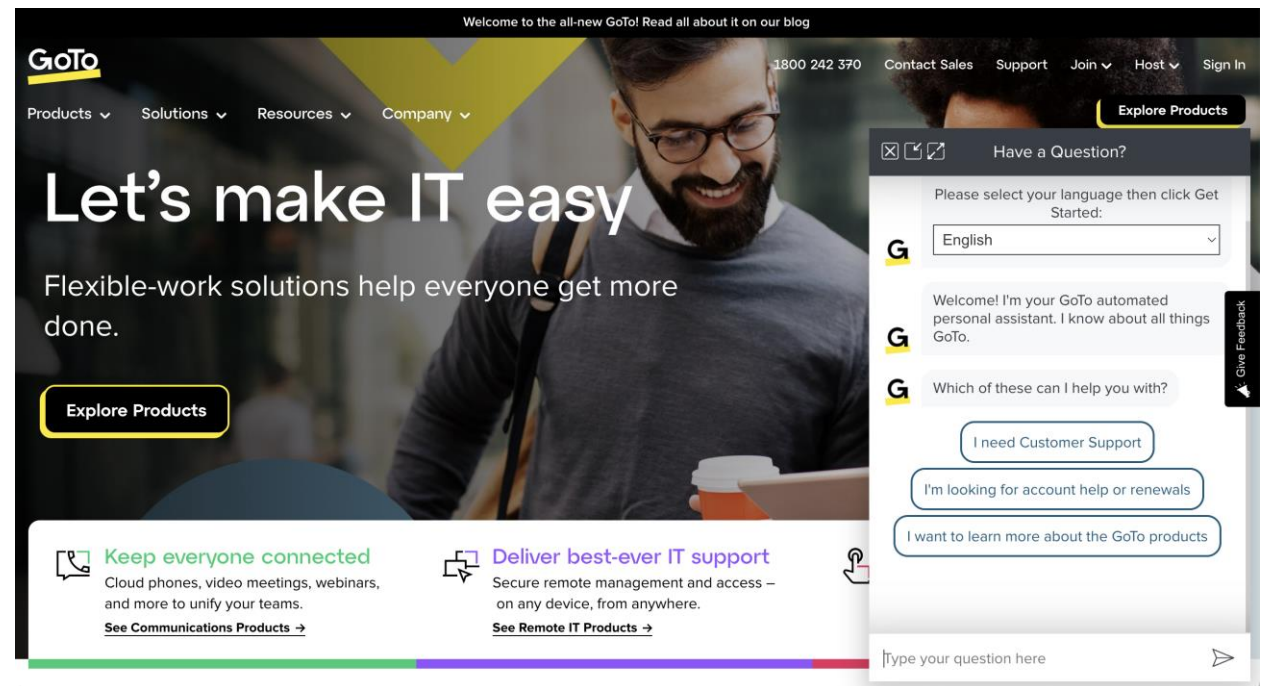 Welcome to the all-new GoTo! Read all about it on our blog
GoTo
1800 242 370 Contact Sales Support Join Host Sign In
Products Solutions Resources Company
Explore Products
Let's make IT easy
Flexible-work solutions help everyone get more
done.
Explore Products
Keep everyone connected
Cloud phones, video meetings, webinars,
and more to unify your teams.
See Communications Products →
Deliver best-ever IT support
Secure remote management and access –
on any device, from anywhere.
See Remote IT Products →
Have a Question?
Please select your language then click Get
Started:
English
G
Welcome! I'm your GoTo automated
personal assistant. I know about all things
GoTo.
G
Which of these can I help you with?
G
I need Customer Support
I'm looking for account help or renewals
I want to learn more about the GoTo products
Type your question here
Give Feedback